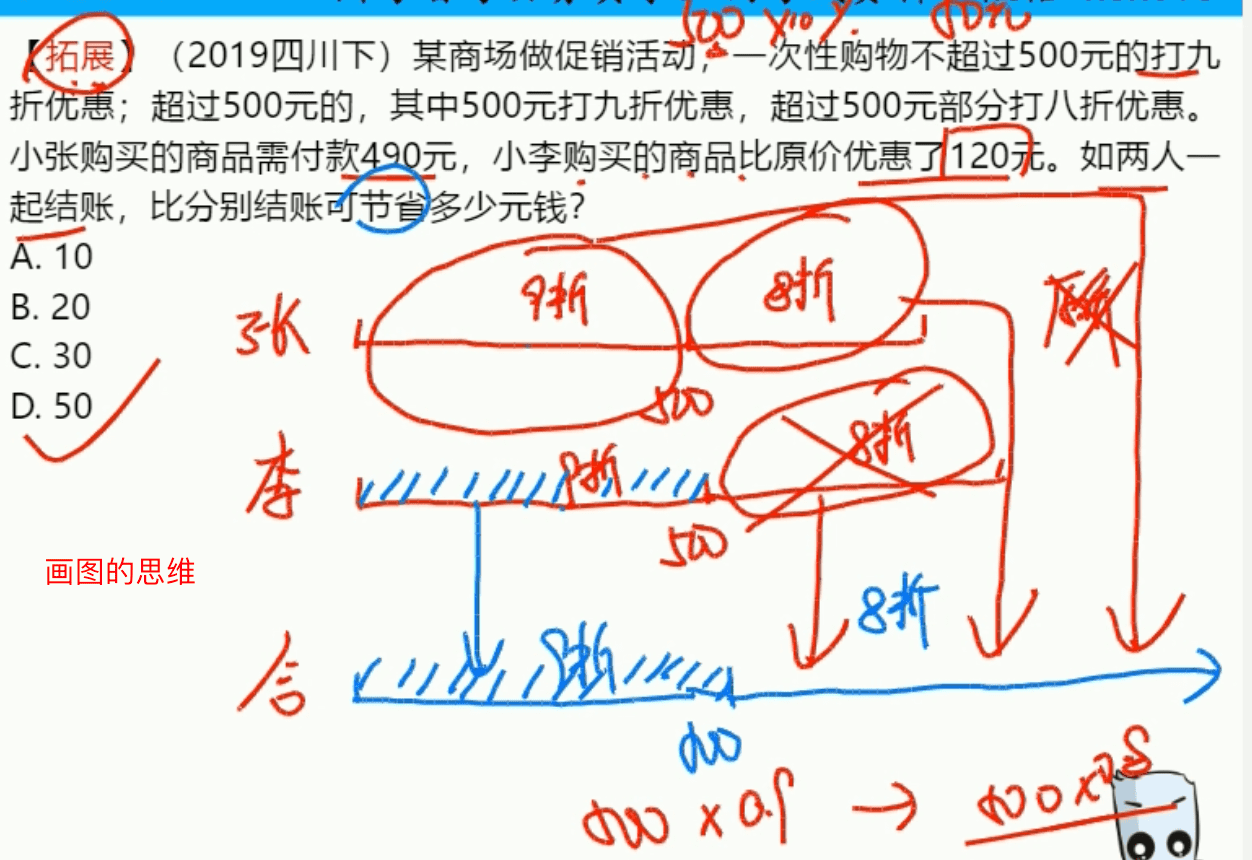 500 × 10%  50元
【拓展】（2019四川下）某商场做促销活动，一次性购物不超过500元的打九
折优惠；超过500元的，其中500元打九折优惠，超过500元部分打八折优惠。
小张购买的商品需付款490元，小李购买的商品比原价优惠了120元。如两人一
起结账，比分别结账可节省多少元钱？
A. 10
B. 20
C. 30
D. 50
张 9折 8折
500
李 9折 8折
500
画图的思维
8折
合 9折
500
500 × 0.9 → 500 × 0.8